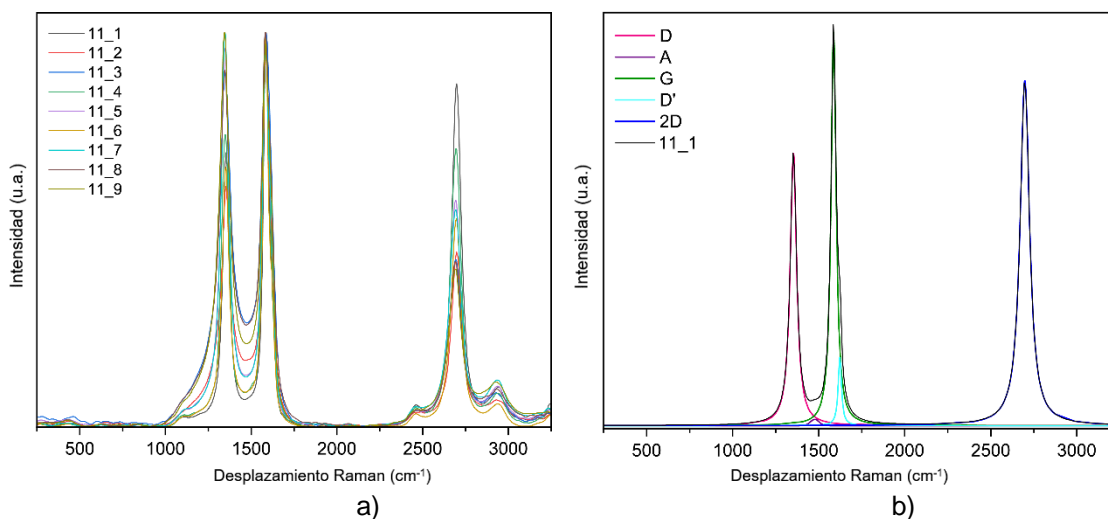 11_1
11_2
11_3
11_4
11_5
11_6
11_7
11_8
11_9
Intensidad (u.a.)
500 1000 1500 2000 2500 3000
Desplazamiento Raman (cm⁻¹)
a)
D
A
G
D'
2D
11_1
Intensidad (u.a.)
500 1000 1500 2000 2500 3000
Desplazamiento Raman (cm⁻¹)
b)